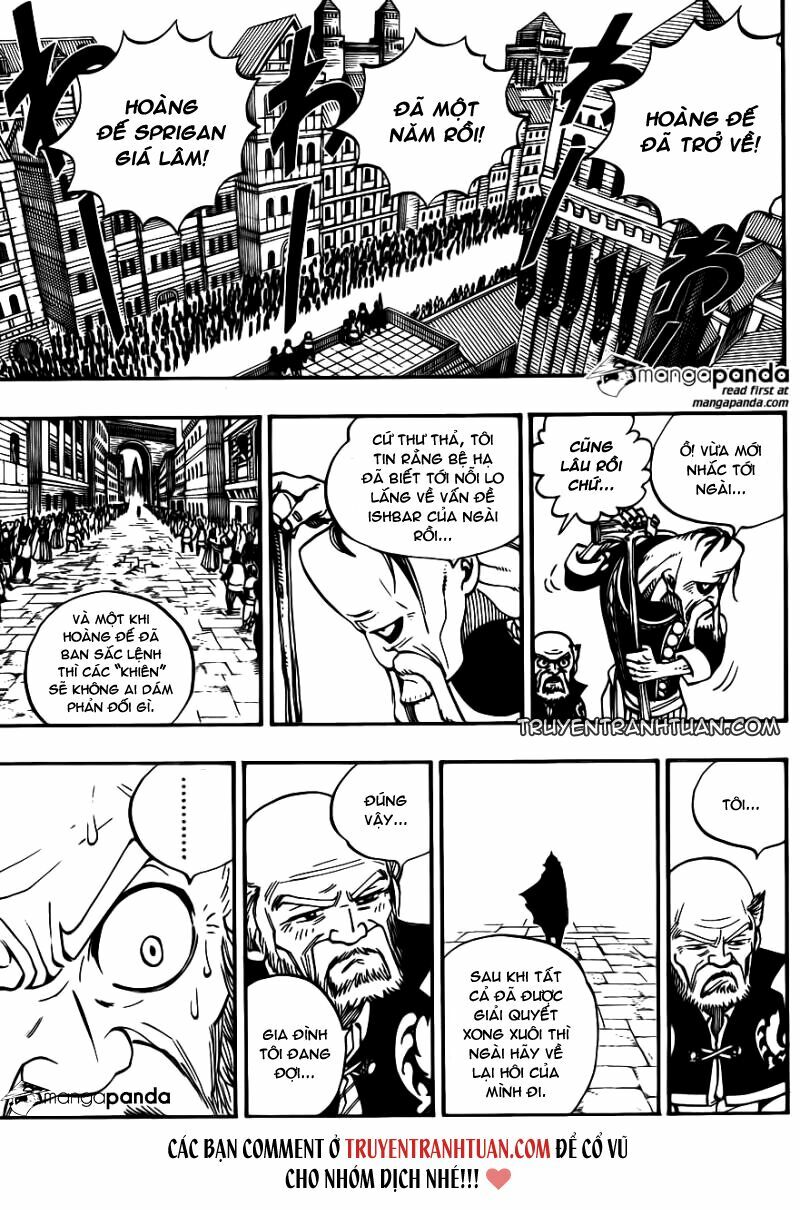 HOÀNG ĐẾ
ĐÃ TRỞ VỀ!
ĐÃ MỘT
NĂM RỒI!
HOÀNG
ĐẾ SPRIGAN
GIÁ LÂM!
わ
わ
わ
わ
mangapanda
read first at
mangapanda.com
Ồ! VỪA MỚI
NHẮC TỚI
NGÀI...
CŨNG
LÂU RỒI
CHỨ...
CỨ THƯ THẢ, TÔI
TIN RẰNG BỆ HẠ
ĐÃ BIẾT TỚI NỖI LO
LẮNG VỀ VẤN ĐỀ
ISHBAR CỦA NGÀI
RỒI...
VÀ MỘT KHI
HOÀNG ĐẾ ĐÃ
BAN SẮC LỆNH
THÌ CÁC "KHIÊN"
SẼ KHÔNG AI DÁM
PHẢN ĐỐI GÌ.
TRUYENTRANHTUAN.COM
TÔI...
SAU KHI TẤT
CẢ ĐÃ ĐƯỢC
GIẢI QUYẾT
XONG XUÔI THÌ
NGÀI HÃY VỀ
LẠI HÔI CỦA
MÌNH ĐI.
ĐÚNG
VẬY...
GIA ĐÌNH
TÔI ĐANG
ĐỢI...
.........
mangapanda
CÁC BẠN COMMENT Ở TRUYENTRANHTUAN.COM ĐỂ CỔ VŨ
CHO NHÓM DỊCH NHÉ!!! ❤